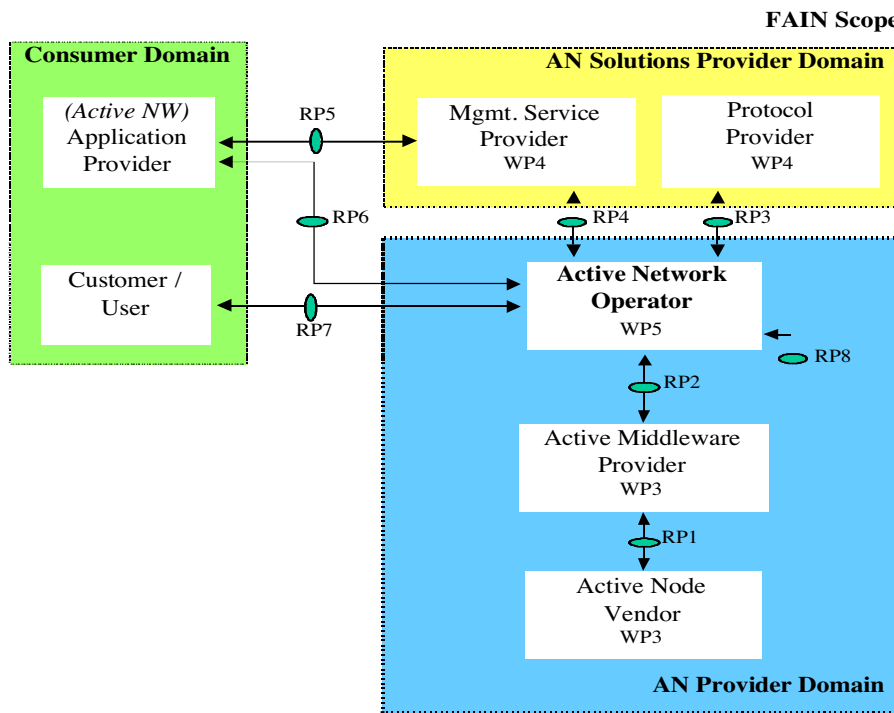 FAIN Scope
Consumer Domain
(Active NW)
Application
Provider
Customer /
User
RP5
RP6
RP7
AN Solutions Provider Domain
Mgmt. Service
Provider
WP4
Protocol
Provider
WP4
RP4
RP3
Active Network
Operator
WP5
RP8
RP2
Active Middleware
Provider
WP3
RP1
Active Node
Vendor
WP3
AN Provider Domain